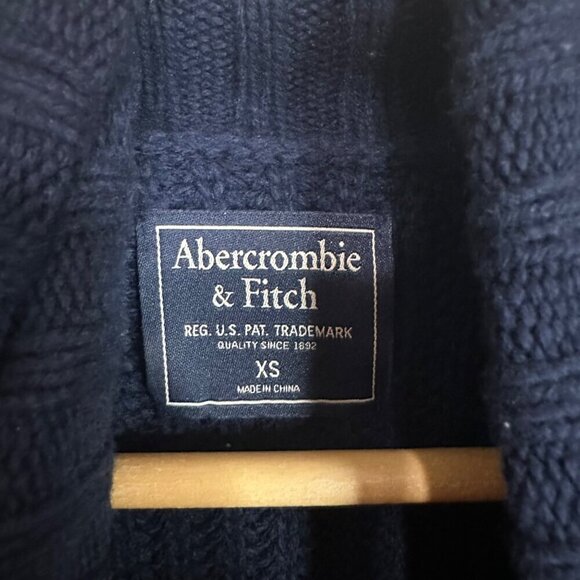 Abercrombie
& Fitch
REG. U.S. PAT. TRADEMARK
QUALITY SINCE 1892
XS
MADE IN CHINA